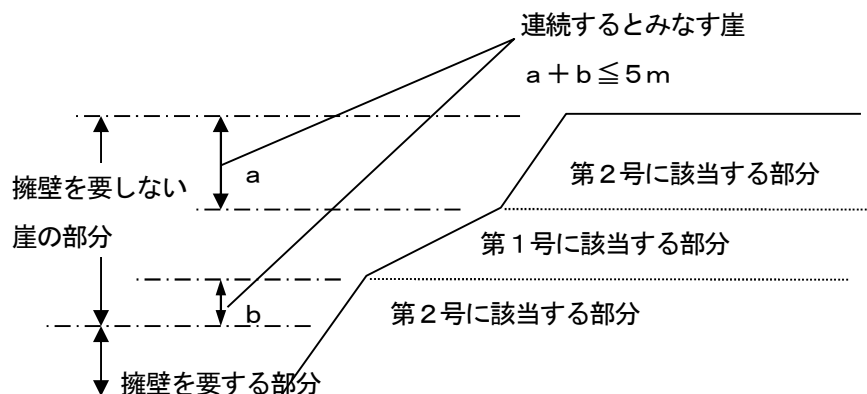 連続するとみなす崖
a+b≦5m
擁壁を要しない
崖の部分
a
第2号に該当する部分
第1号に該当する部分
b
第2号に該当する部分
擁壁を要する部分